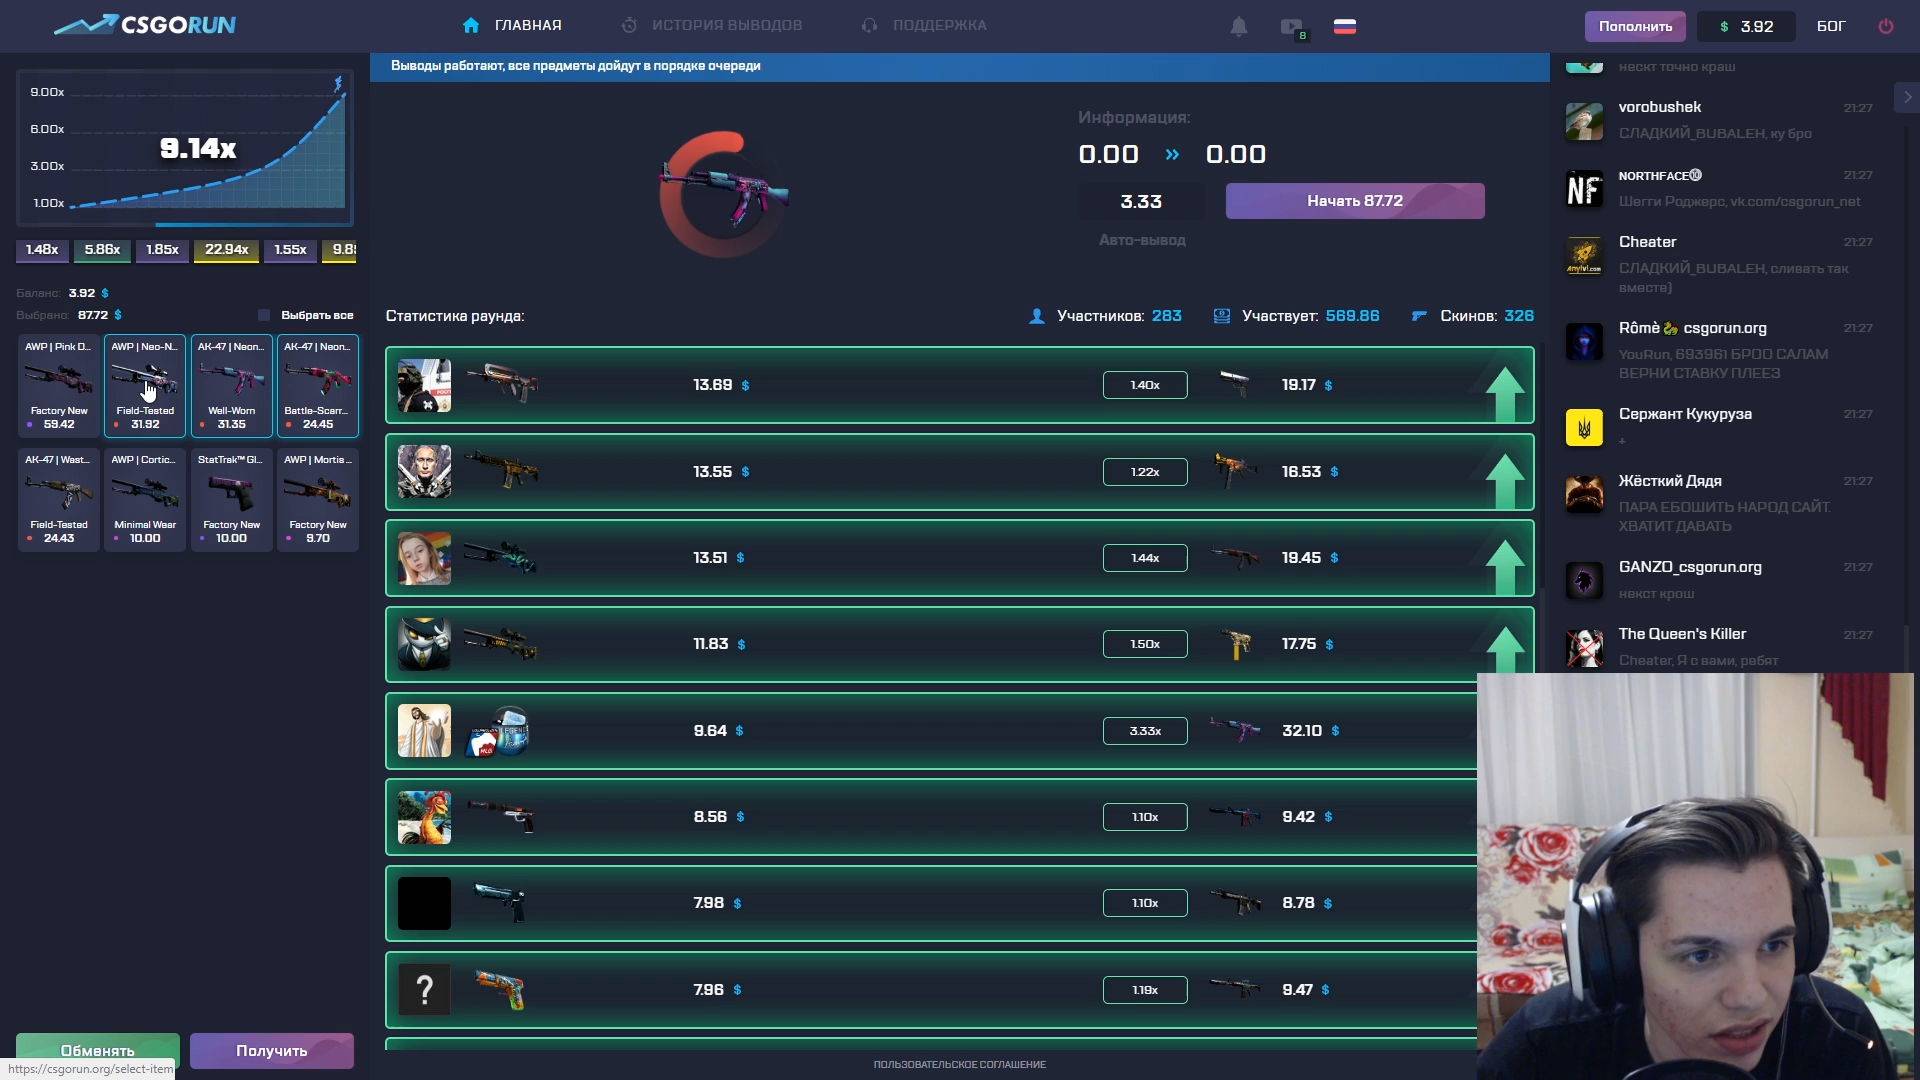 CSGORUN
ГЛАВНАЯ
ИСТОРИЯ ВЫВОДОВ
ПОДДЕРЖКА
8
Пополнить
$ 3.92
БОГ
9.00x
6.00x
3.00x
1.00x
9.14x
1.48x
5.86x
1.85x
22.94x
1.55x
Баланс: 3.92 $
Выбрано: 87.72 $
Выбрать все
AWP | Pink D...
Factory New
59.42
AWP | Neo-N...
Field-Tested
31.92
AK-47 | Neon...
Well-Worn
31.35
AK-47 | Neon...
Battle-Scarr...
24.45
AK-47 | Wast...
Field-Tested
24.43
AWP | Cortic...
Minimal Wear
10.00
StatTrak™ Gl...
Factory New
10.00
AWP | Mortis ...
Factory New
9.70
Обменять
Получить
https://csgorun.org/select-item
Выводы работают, все предметы дойдут в порядке очереди
Информация:
0.00 » 0.00
3.33
Начать 87.72
Авто-вывод
Статистика раунда:
Участников: 283
Участвует: 569.86
Скинов: 326
13.69 $ 1.40x 19.17 $
13.55 $ 1.22x 16.53 $
13.51 $ 1.44x 19.45 $
11.83 $ 1.50x 17.75 $
9.64 $ 3.33x 32.10 $
8.56 $ 1.10x 9.42 $
7.98 $ 1.10x 8.78 $
?
7.96 $ 1.19x 9.47 $
ПОЛЬЗОВАТЕЛЬСКОЕ СОГЛАШЕНИЕ
нескт точно краш
vorobushek 21:27
СЛАДКИЙ_BUBALEH, ку бро
NF
NORTHFACE⑩ 21:27
Шегги Роджерс, vk.com/csgorun_net
Cheater 21:27
СЛАДКИЙ_BUBALEH, сливать так
вместе)
Rômè🐍 csgorun.org 21:27
YouRun, 693961 БРОО САЛАМ
ВЕРНИ СТАВКУ ПЛЕЕЗ
Сержант Кукуруза 21:27
+
Жёсткий Дядя 21:27
ПАРА ЕБОШИТЬ НАРОД САЙТ.
ХВАТИТ ДАВАТЬ
GANZO_csgorun.org 21:27
некст крош
The Queen's Killer 21:27
Cheater, Я с вами, ребят